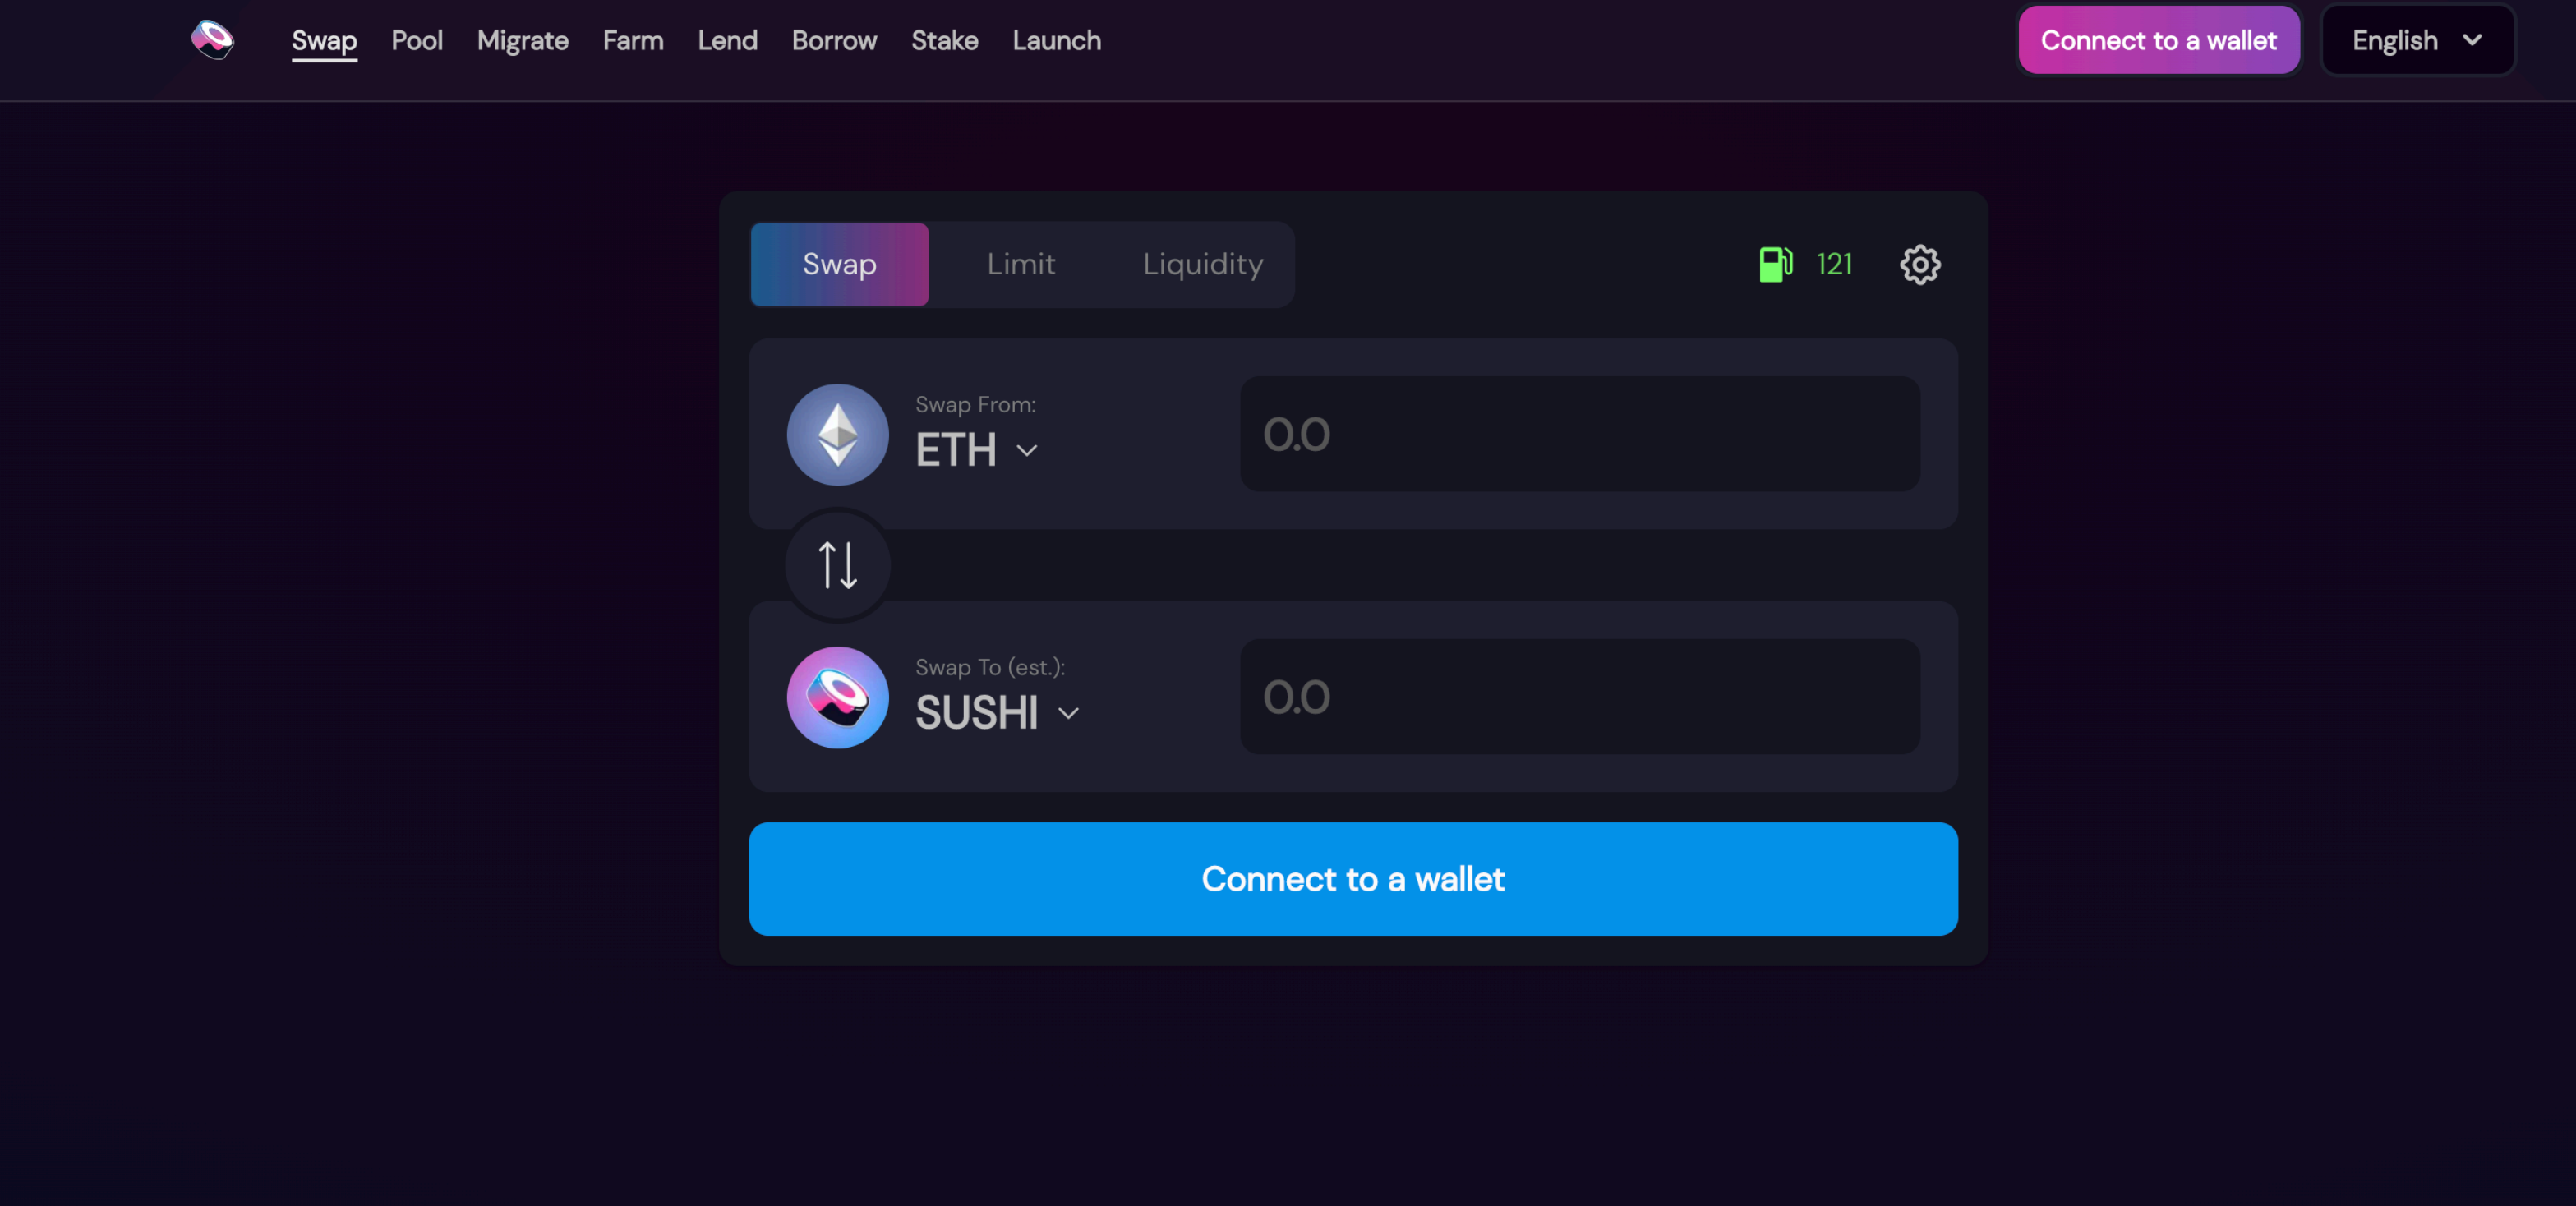 Swap Pool Migrate Farm Lend Borrow Stake Launch Connect to a wallet English
Swap Limit Liquidity 121
Swap From:
ETH 0.0
Swap To (est.):
SUSHI 0.0
Connect to a wallet